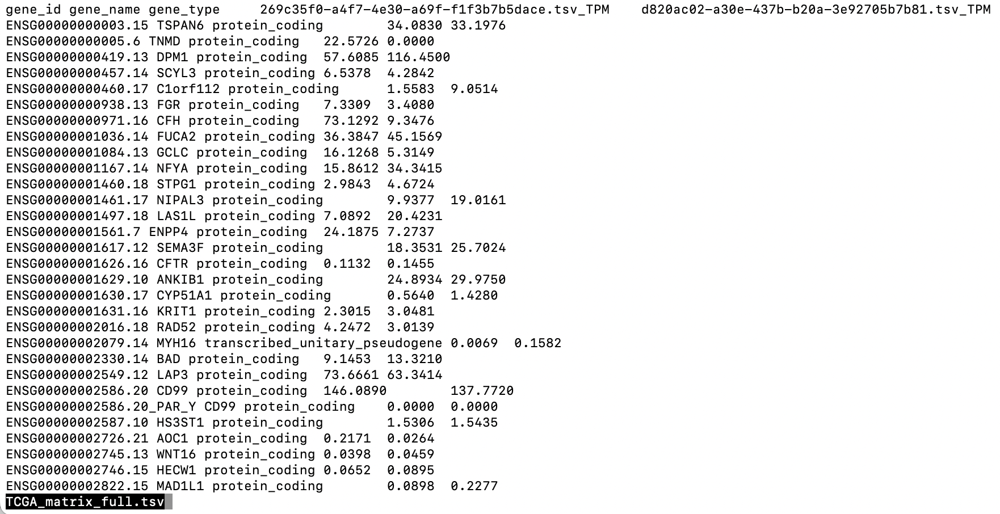 gene_id gene_name gene_type 269c35f0-a4f7-4e30-a69f-f1f3b7b5dace.tsv_TPM d820ac02-a30e-437b-b20a-3e92705b7b81.tsv_TPM
ENSG00000000003.15 TSPAN6 protein_coding 34.0830 33.1976
ENSG00000000005.6 TNMD protein_coding 22.5726 0.0000
ENSG00000000419.13 DPM1 protein_coding 57.6085 116.4500
ENSG00000000457.14 SCYL3 protein_coding 6.5378 4.2842
ENSG00000000460.17 C1orf112 protein_coding 1.5583 9.0514
ENSG00000000938.13 FGR protein_coding 7.3309 3.4080
ENSG00000000971.16 CFH protein_coding 73.1292 9.3476
ENSG00000001036.14 FUCA2 protein_coding 36.3847 45.1569
ENSG00000001084.13 GCLC protein_coding 16.1268 5.3149
ENSG00000001167.14 NFYA protein_coding 15.8612 34.3415
ENSG00000001460.18 STPG1 protein_coding 2.9843 4.6724
ENSG00000001461.17 NIPAL3 protein_coding 9.9377 19.0161
ENSG00000001497.18 LAS1L protein_coding 7.0892 20.4231
ENSG00000001561.7 ENPP4 protein_coding 24.1875 7.2737
ENSG00000001617.12 SEMA3F protein_coding 18.3531 25.7024
ENSG00000001626.16 CFTR protein_coding 0.1132 0.1455
ENSG00000001629.10 ANKIB1 protein_coding 24.8934 29.9750
ENSG00000001630.17 CYP51A1 protein_coding 0.5640 1.4280
ENSG00000001631.16 KRIT1 protein_coding 2.3015 3.0481
ENSG00000002016.18 RAD52 protein_coding 4.2472 3.0139
ENSG00000002079.14 MYH16 transcribed_unitary_pseudogene 0.0069 0.1582
ENSG00000002330.14 BAD protein_coding 9.1453 13.3210
ENSG00000002549.12 LAP3 protein_coding 73.6661 63.3414
ENSG00000002586.20 CD99 protein_coding 146.0890 137.7720
ENSG00000002586.20_PAR_Y CD99 protein_coding 0.0000 0.0000
ENSG00000002587.10 HS3ST1 protein_coding 1.5306 1.5435
ENSG00000002726.21 AOC1 protein_coding 0.2171 0.0264
ENSG00000002745.13 WNT16 protein_coding 0.0398 0.0459
ENSG00000002746.15 HECW1 protein_coding 0.0652 0.0895
ENSG00000002822.15 MAD1L1 protein_coding 0.0898 0.2277
TCGA_matrix_full.tsv